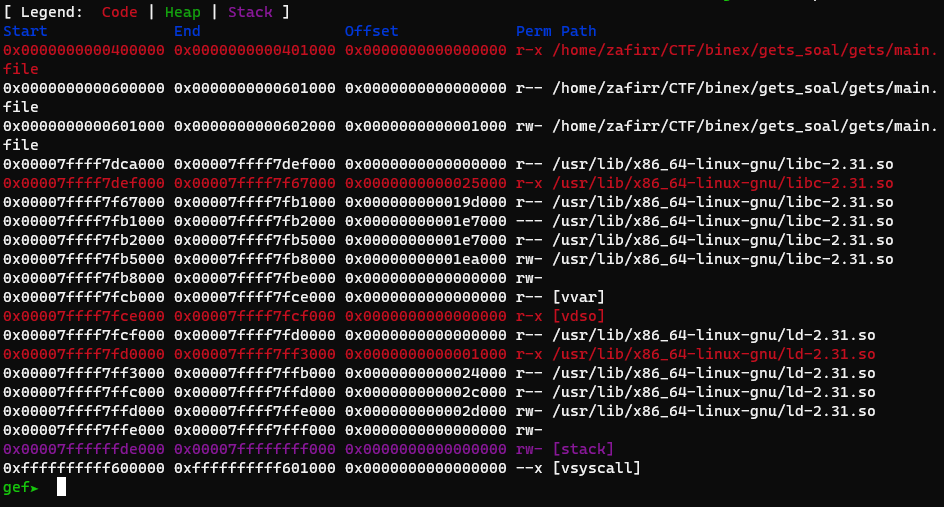 [ Legend:  Code | Heap | Stack ]
Start              End                Offset             Perm Path
0x0000000000400000 0x0000000000401000 0x0000000000000000 r-x /home/zafirr/CTF/binex/gets_soal/gets/main.
file
0x0000000000600000 0x0000000000601000 0x0000000000000000 r-- /home/zafirr/CTF/binex/gets_soal/gets/main.
file
0x0000000000601000 0x0000000000602000 0x0000000000001000 rw- /home/zafirr/CTF/binex/gets_soal/gets/main.
file
0x00007ffff7dca000 0x00007ffff7def000 0x0000000000000000 r-- /usr/lib/x86_64-linux-gnu/libc-2.31.so
0x00007ffff7def000 0x00007ffff7f67000 0x0000000000025000 r-x /usr/lib/x86_64-linux-gnu/libc-2.31.so
0x00007ffff7f67000 0x00007ffff7fb1000 0x000000000019d000 r-- /usr/lib/x86_64-linux-gnu/libc-2.31.so
0x00007ffff7fb1000 0x00007ffff7fb2000 0x00000000001e7000 --- /usr/lib/x86_64-linux-gnu/libc-2.31.so
0x00007ffff7fb2000 0x00007ffff7fb5000 0x00000000001e7000 r-- /usr/lib/x86_64-linux-gnu/libc-2.31.so
0x00007ffff7fb5000 0x00007ffff7fb8000 0x00000000001ea000 rw- /usr/lib/x86_64-linux-gnu/libc-2.31.so
0x00007ffff7fb8000 0x00007ffff7fbe000 0x0000000000000000 rw-
0x00007ffff7fcb000 0x00007ffff7fce000 0x0000000000000000 r-- [vvar]
0x00007ffff7fce000 0x00007ffff7fcf000 0x0000000000000000 r-x [vdso]
0x00007ffff7fcf000 0x00007ffff7fd0000 0x0000000000000000 r-- /usr/lib/x86_64-linux-gnu/ld-2.31.so
0x00007ffff7fd0000 0x00007ffff7ff3000 0x0000000000001000 r-x /usr/lib/x86_64-linux-gnu/ld-2.31.so
0x00007ffff7ff3000 0x00007ffff7ffb000 0x0000000000024000 r-- /usr/lib/x86_64-linux-gnu/ld-2.31.so
0x00007ffff7ffc000 0x00007ffff7ffd000 0x000000000002c000 r-- /usr/lib/x86_64-linux-gnu/ld-2.31.so
0x00007ffff7ffd000 0x00007ffff7ffe000 0x000000000002d000 rw- /usr/lib/x86_64-linux-gnu/ld-2.31.so
0x00007ffff7ffe000 0x00007ffff7fff000 0x0000000000000000 rw-
0x00007ffffffde000 0x00007ffffffff000 0x0000000000000000 rw- [stack]
0xffffffffff600000 0xffffffffff601000 0x0000000000000000 --x [vsyscall]
gef➤